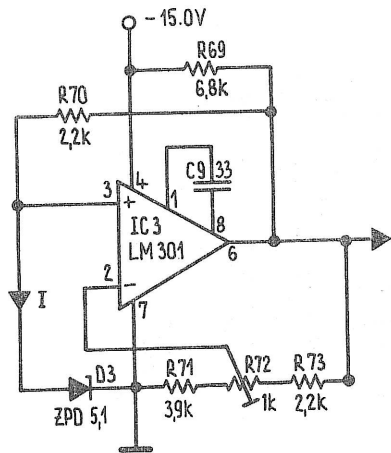 - 15.0V
R69
6,8k
R70
2,2k
C9 33
3
4
1
+
IC3
LM301
8
6
2
-
7
I
D3
ZPD 5,1
R71
3,9k
R72
1k
R73
2,2k